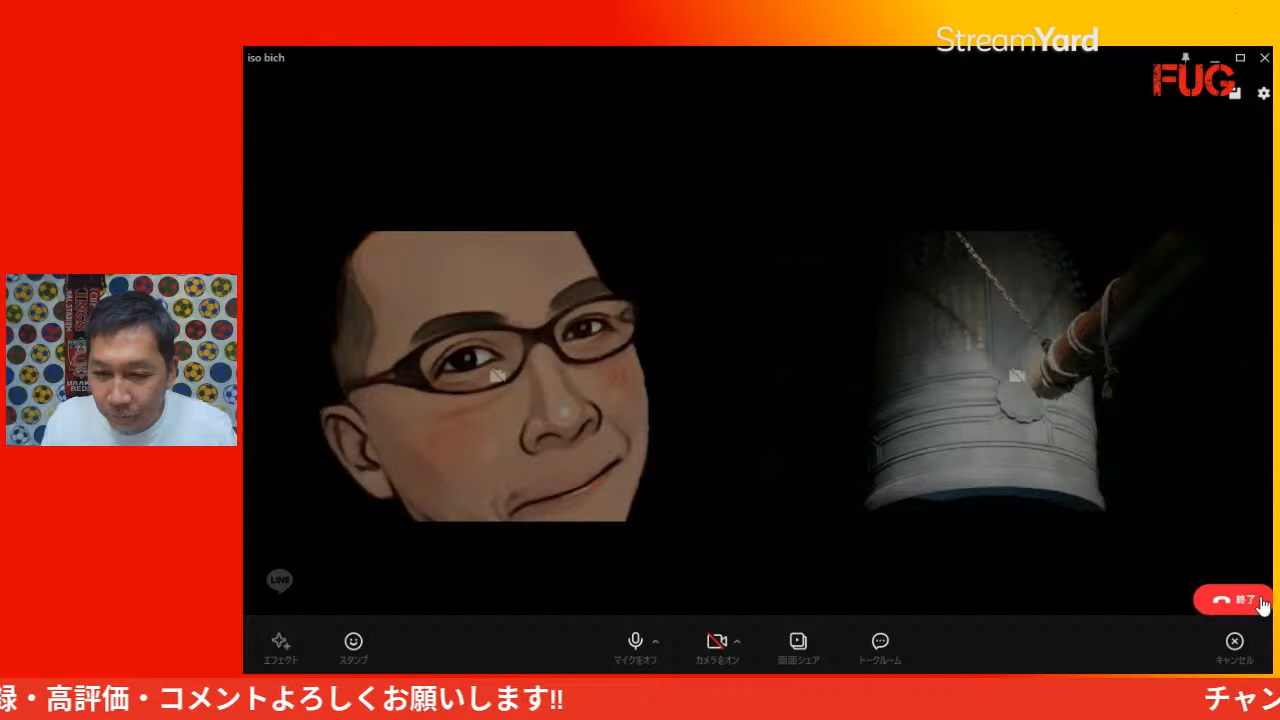 StreamYard
iso bich
FUG
URAWA
REDS
LINE
終了
エフェクト
スタンプ
マイクをオフ
カメラをオン
画面シェア
トークルーム
キャンセル
録・高評価・コメントよろしくお願いします!!
チャン